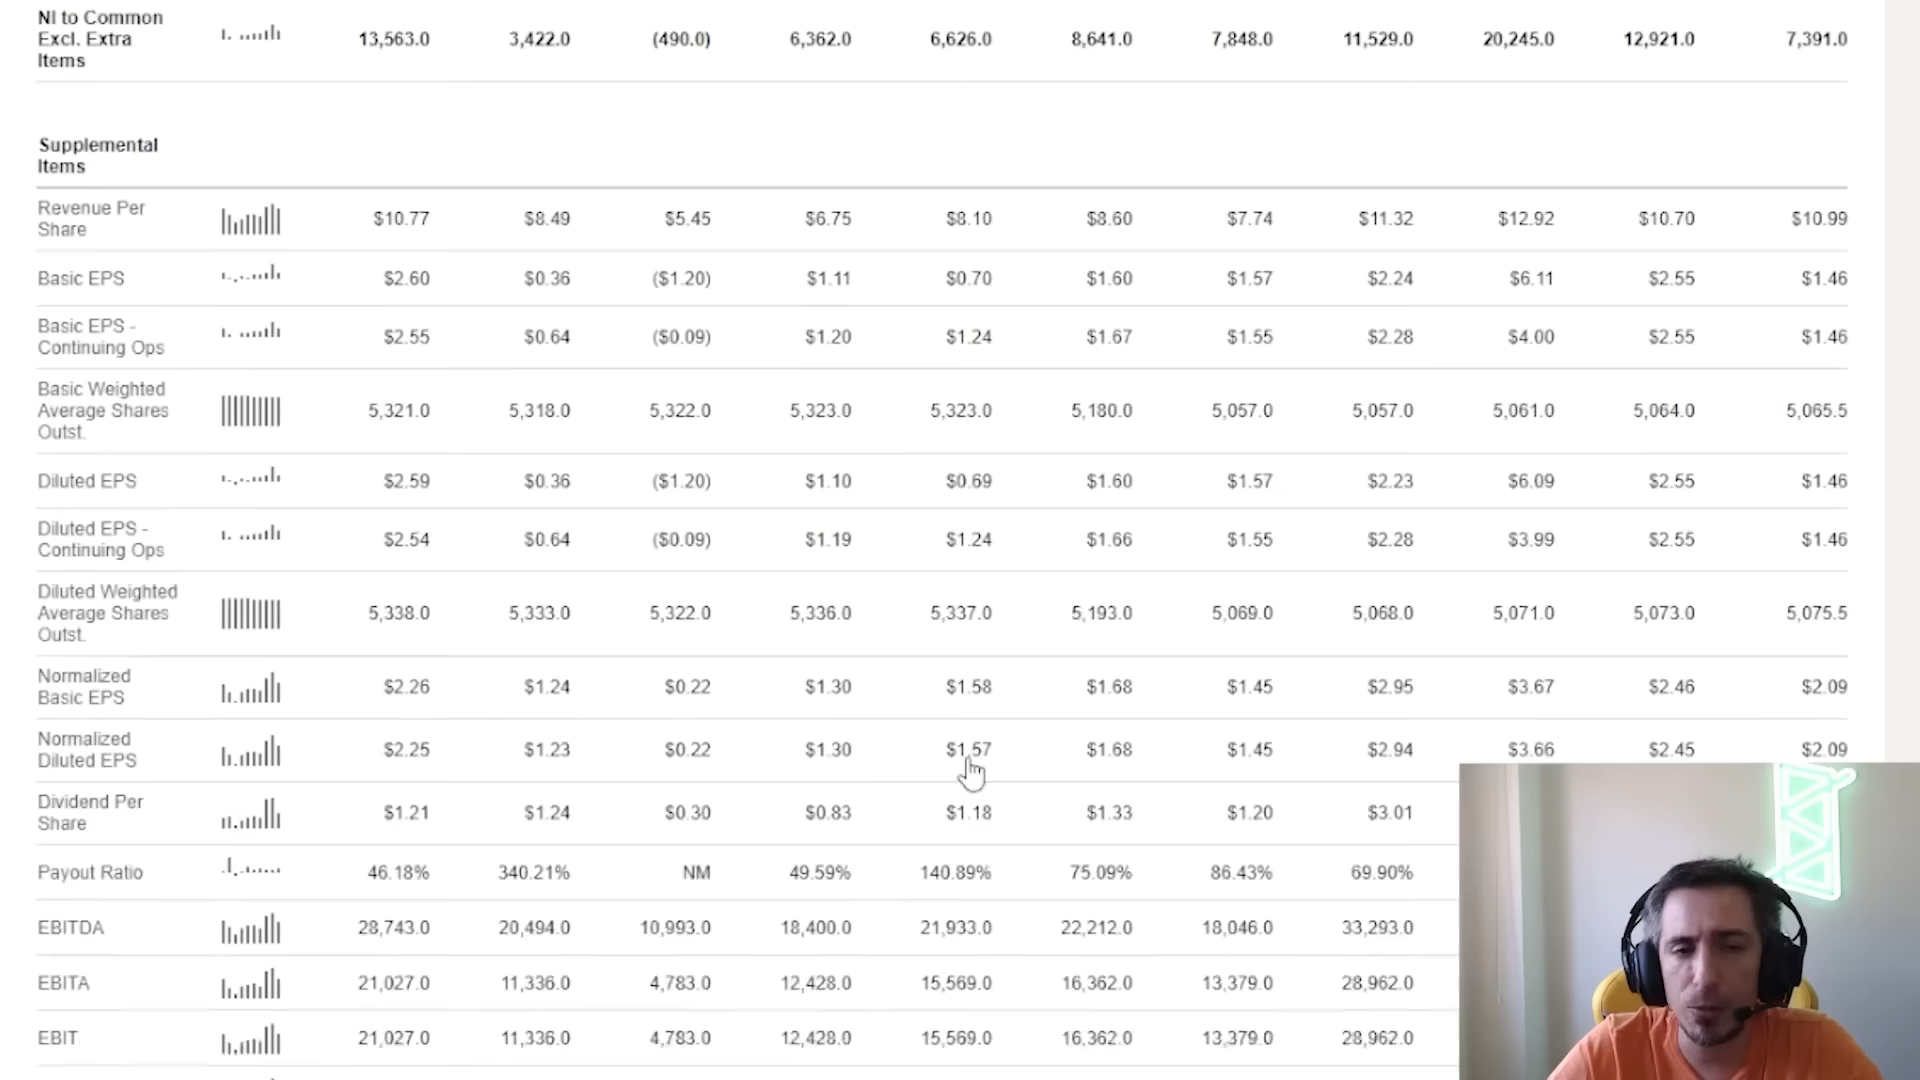 NI to Common
Excl. Extra
Items
13,563.0 3,422.0 (490.0) 6,362.0 6,626.0 8,641.0 7,848.0 11,529.0 20,245.0 12,921.0 7,391.0
Supplemental
Items
Revenue Per
Share
$10.77 $8.49 $5.45 $6.75 $8.10 $8.60 $7.74 $11.32 $12.92 $10.70 $10.99
Basic EPS $2.60 $0.36 ($1.20) $1.11 $0.70 $1.60 $1.57 $2.24 $6.11 $2.55 $1.46
Basic EPS -
Continuing Ops
$2.55 $0.64 ($0.09) $1.20 $1.24 $1.67 $1.55 $2.28 $4.00 $2.55 $1.46
Basic Weighted
Average Shares
Outst.
5,321.0 5,318.0 5,322.0 5,323.0 5,323.0 5,180.0 5,057.0 5,057.0 5,061.0 5,064.0 5,065.5
Diluted EPS $2.59 $0.36 ($1.20) $1.10 $0.69 $1.60 $1.57 $2.23 $6.09 $2.55 $1.46
Diluted EPS -
Continuing Ops
$2.54 $0.64 ($0.09) $1.19 $1.24 $1.66 $1.55 $2.28 $3.99 $2.55 $1.46
Diluted Weighted
Average Shares
Outst.
5,338.0 5,333.0 5,322.0 5,336.0 5,337.0 5,193.0 5,069.0 5,068.0 5,071.0 5,073.0 5,075.5
Normalized
Basic EPS
$2.26 $1.24 $0.22 $1.30 $1.58 $1.68 $1.45 $2.95 $3.67 $2.46 $2.09
Normalized
Diluted EPS
$2.25 $1.23 $0.22 $1.30 $1.57 $1.68 $1.45 $2.94 $3.66 $2.45 $2.09
Dividend Per
Share
$1.21 $1.24 $0.30 $0.83 $1.18 $1.33 $1.20 $3.01
Payout Ratio 46.18% 340.21% NM 49.59% 140.89% 75.09% 86.43% 69.90%
EBITDA 28,743.0 20,494.0 10,993.0 18,400.0 21,933.0 22,212.0 18,046.0 33,293.0
EBITA 21,027.0 11,336.0 4,783.0 12,428.0 15,569.0 16,362.0 13,379.0 28,962.0
EBIT 21,027.0 11,336.0 4,783.0 12,428.0 15,569.0 16,362.0 13,379.0 28,962.0